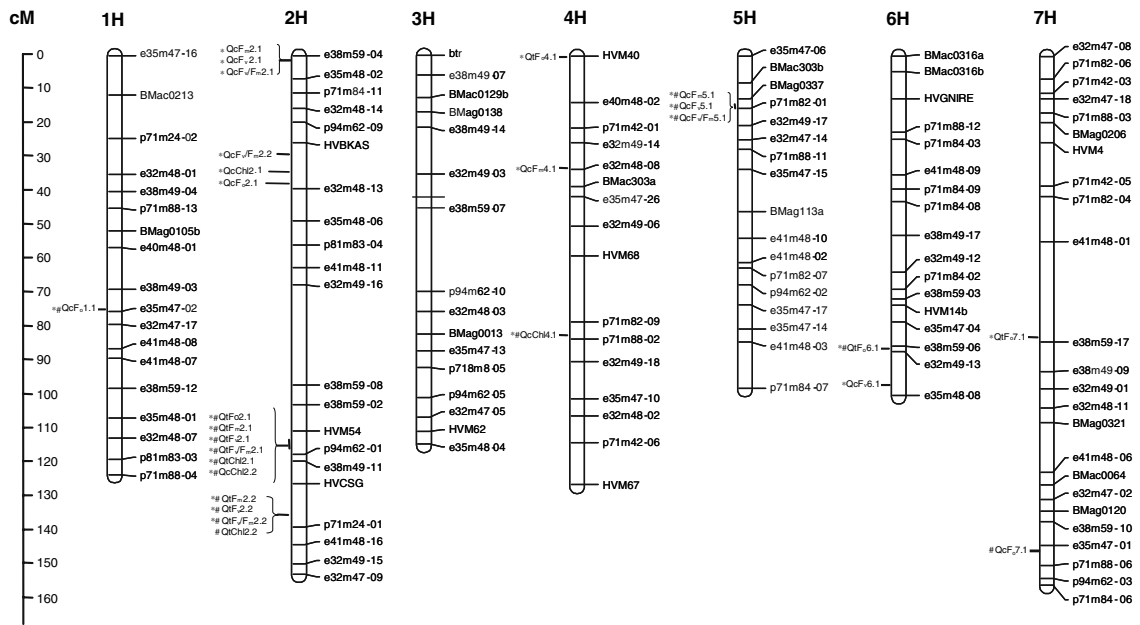 cM
0
10
20
30
40
50
60
70
80
90
100
110
120
130
140
150
160
1H
e35m47-16
BMac0213
p71m24-02
e32m48-01
e38m49-04
p71m88-13
BMag0105b
e40m48-01
e38m49-03
e35m47-02
e32m47-17
e41m48-08
e41m48-07
e38m59-12
e35m48-01
e32m48-07
p71m83-03
p71m88-04
*#QcFo1.1
2H
e38m59-04
e35m48-02
p71m84-11
e32m48-14
p94m62-09
HVBKAS
e32m48-13
e35m48-06
p81m83-04
e41m48-11
e32m49-16
e38m59-08
e38m59-02
HVM54
p94m62-01
e38m49-11
HVCSG
p71m24-01
e41m48-16
e32m49-15
e32m47-09
*QcFm2.1
*QcFv2.1
*QcFv/Fm2.1
*QcFv/Fm2.2
*QcChl2.1
*QcFo2.1
*#QtFo2.1
*#QtFm2.1
*#QtFv2.1
*#QtFv/Fm2.1
*#QtChl2.1
*#QcChl2.2
*#QtFm2.2
*#QtFv2.2
*#QtFv/Fm2.2
#QtChl2.2
3H
btr
e38m49-07
BMac0129b
BMag0138
e38m49-14
e32m49-03
e38m59-07
p94m62-10
e32m48-03
BMag0013
e35m47-13
p718m8-05
p94m62-05
e32m47-05
HVM62
e35m48-04
4H
HVM40
e40m48-02
p71m42-01
e32m49-14
e32m48-08
BMac303a
e35m47-26
e32m49-06
HVM68
p71m82-09
p71m88-02
e32m49-18
e35m47-10
e32m48-02
p71m42-06
HVM67
*QtFo4.1
*QcFm4.1
*#QcChl4.1
5H
e35m47-06
BMac303b
BMag0337
p71m82-01
e32m49-17
e32m47-14
p71m88-11
e35m47-15
BMag113a
e41m48-10
e41m48-02
p71m82-07
p94m62-02
e35m47-17
e35m47-14
e41m48-03
p71m84-07
*#QcFm5.1
*#QcFv5.1
*#QcFv/Fm5.1
6H
BMac0316a
BMac0316b
HVGNIRE
p71m88-12
p71m84-03
e41m48-09
p71m84-09
p71m84-08
e38m49-17
e32m49-12
p71m84-02
e38m59-03
HVM14b
e35m47-04
e38m59-06
e32m49-13
e35m48-08
*#QtFo6.1
*QcFv6.1
7H
e32m47-08
p71m82-06
p71m42-03
e32m47-18
p71m88-03
BMag0206
HVM4
p71m42-05
p71m82-04
e41m48-01
e38m59-17
e38m49-09
e32m49-01
e32m48-11
BMag0321
e41m48-06
BMac0064
e32m47-02
BMag0120
e38m59-10
e35m47-01
p71m88-06
p94m62-03
p71m84-06
*QtFo7.1
#QcFo7.1